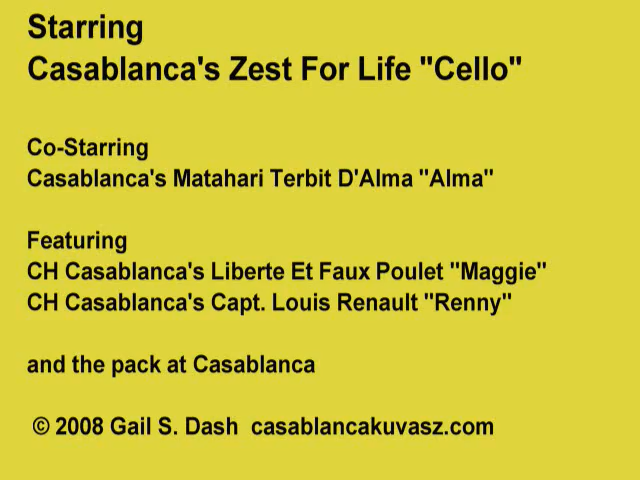 Starring
Casablanca's Zest For Life "Cello"
Co-Starring
Casablanca's Matahari Terbit D'Alma "Alma"
Featuring
CH Casablanca's Liberte Et Faux Poulet "Maggie"
CH Casablanca's Capt. Louis Renault "Renny"
and the pack at Casablanca
© 2008 Gail S. Dash casablancakuvasz.com